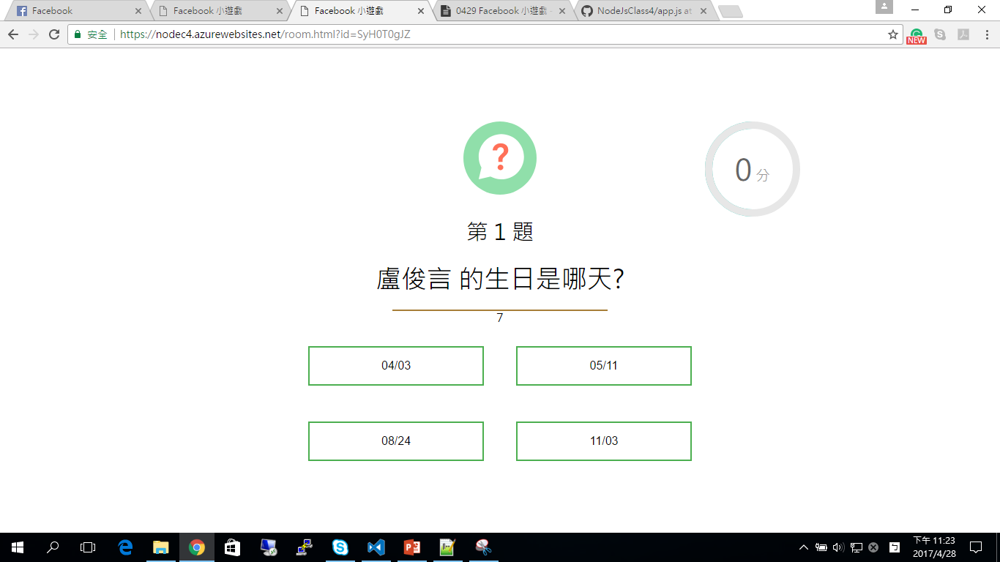 Facebook
Facebook 小遊戲
Facebook 小遊戲
0429 Facebook 小遊戲 -
NodeJsClass4/app.js at
安全
https://nodec4.azurewebsites.net/room.html?id=SyH0T0gJZ
NEW
?
0 分
第 1 題
盧俊言 的生日是哪天?
7
04/03
05/11
08/24
11/03
下午 11:23
2017/4/28